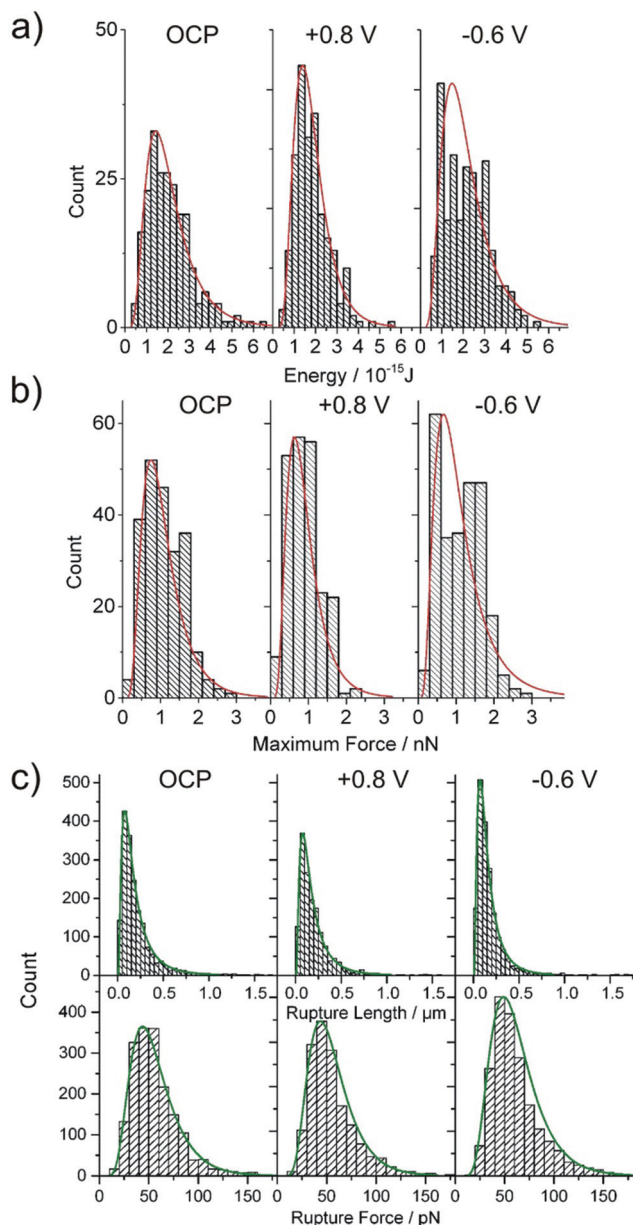 a) OCP +0.8 V -0.6 V
50
25
0
Count
0 1 2 3 4 5 6 0 1 2 3 4 5 6 0 1 2 3 4 5 6
Energy / 10⁻¹⁵J
b) OCP +0.8 V -0.6 V
60
40
20
0
Count
0 1 2 3 0 1 2 3 0 1 2 3
Maximum Force / nN
c) OCP +0.8 V -0.6 V
500
400
300
200
100
0
0.0 0.5 1.0 1.5 0.0 0.5 1.0 1.5 0.0 0.5 1.0 1.5
Rupture Length / μm
Count
400
300
200
100
0
50 100 150 50 100 150 50 100 150
Rupture Force / pN